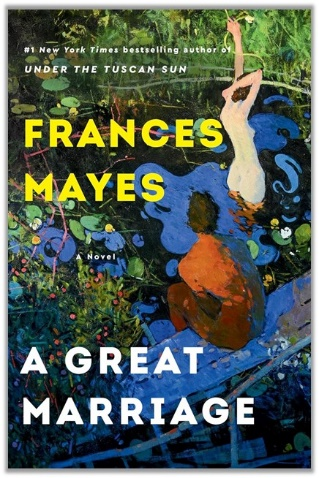 #1 New York Times bestselling author of
UNDER THE TUSCAN SUN
FRANCES
MAYES
A Novel
A GREAT
MARRIAGE